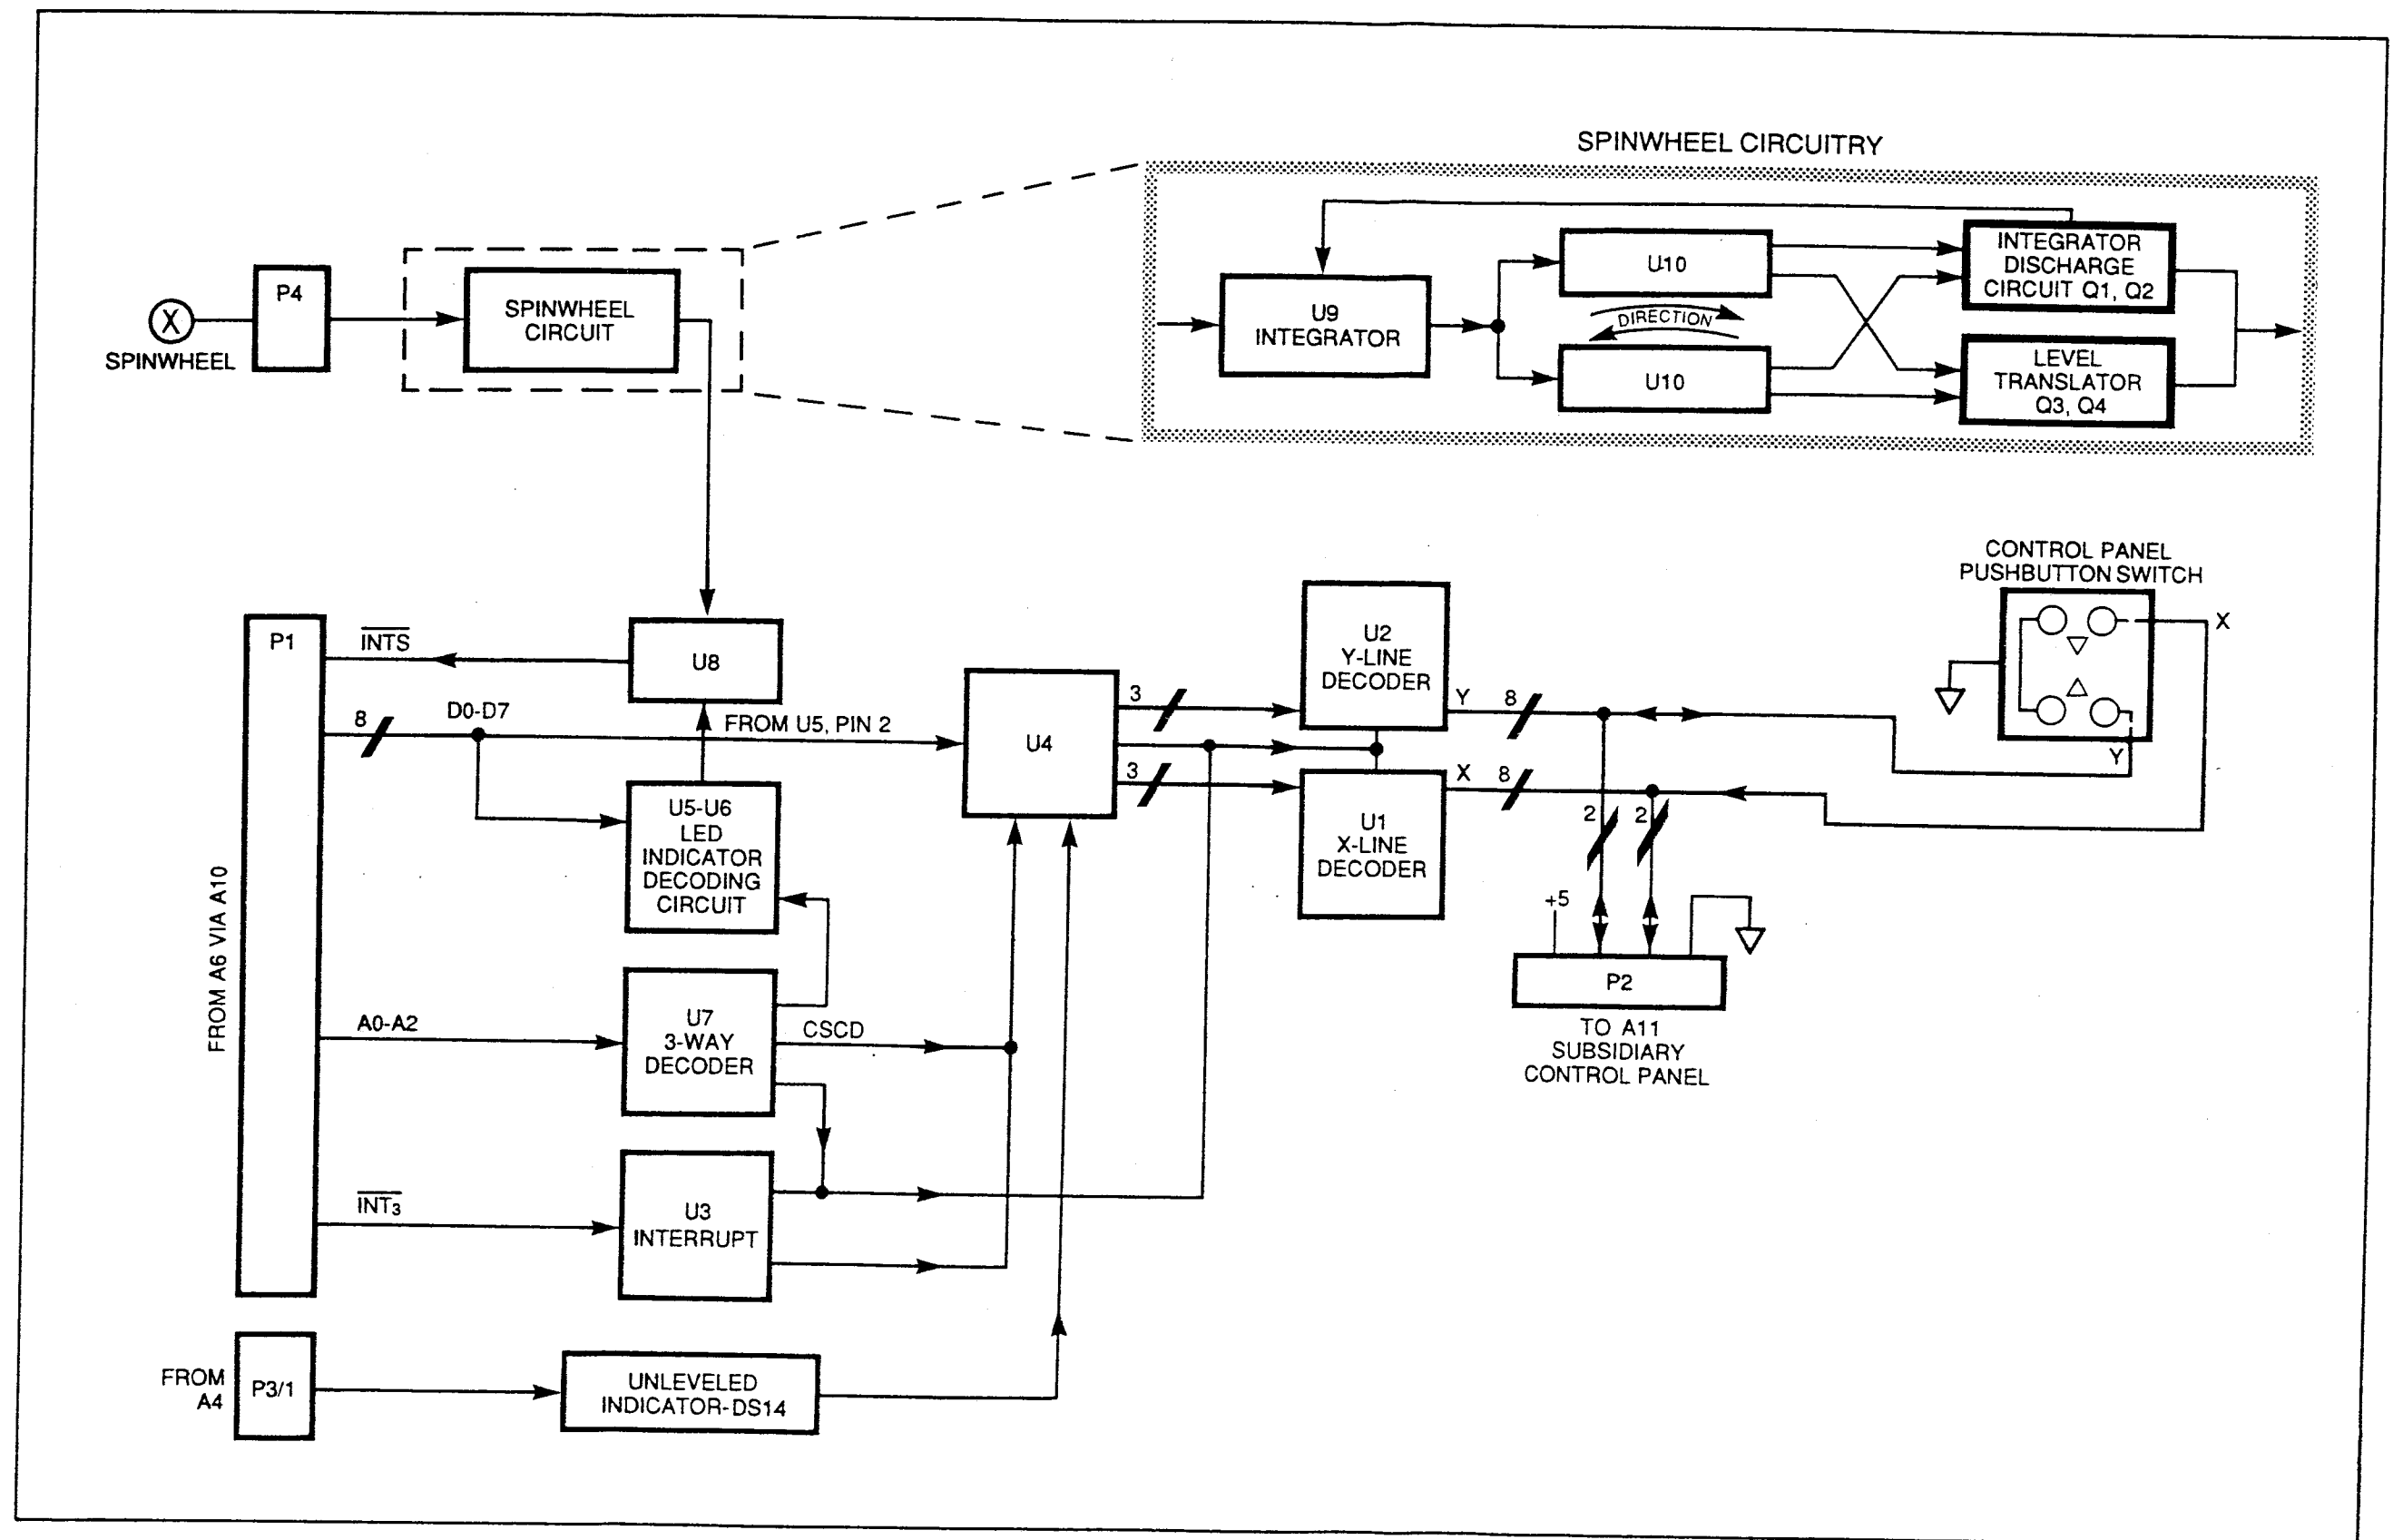 SPINWHEEL CIRCUITRY
P4
SPINWHEEL
CIRCUIT
X
SPINWHEEL
U9
INTEGRATOR
U10
DIRECTION
U10
INTEGRATOR
DISCHARGE
CIRCUIT Q1, Q2
LEVEL
TRANSLATOR
Q3, Q4
CONTROL PANEL
PUSHBUTTON SWITCH
X
Y
P1
INTS
U8
8
D0-D7
FROM U5, PIN 2
U4
3
3
U2
Y-LINE
DECODER
Y
8
U1
X-LINE
DECODER
X
8
2
2
U5-U6
LED
INDICATOR
DECODING
CIRCUIT
+5
P2
TO A11
SUBSIDIARY
CONTROL PANEL
FROM A6 VIA A10
A0-A2
U7
3-WAY
DECODER
CSCD
INT3
U3
INTERRUPT
FROM
A4
P3/1
UNLEVELED
INDICATOR-DS14